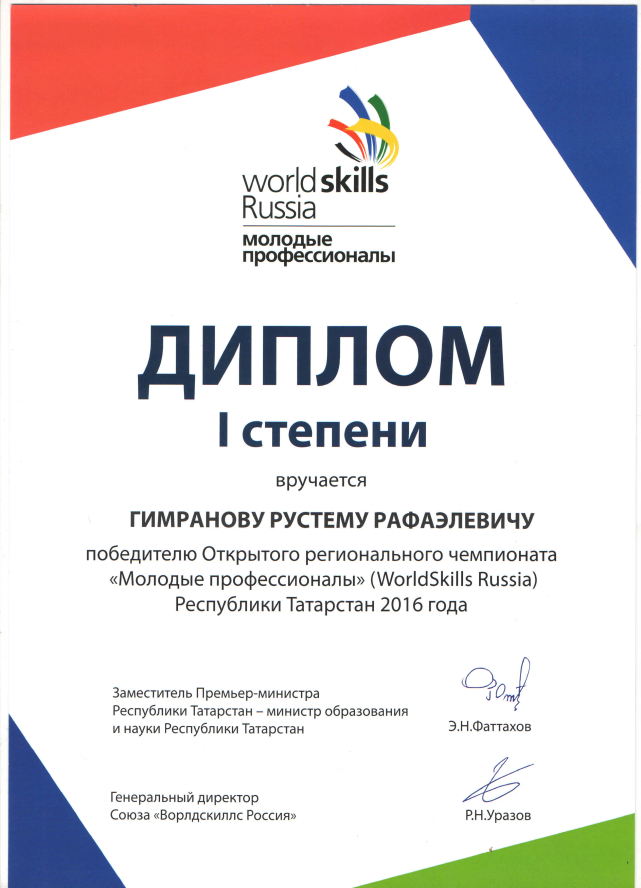 world skills
Russia
молодые
профессионалы
ДИПЛОМ
I степени
вручается
ГИМРАНОВУ РУСТЕМУ РАФАЭЛЕВИЧУ
победителю Открытого регионального чемпионата
«Молодые профессионалы» (WorldSkills Russia)
Республики Татарстан 2016 года
Заместитель Премьер-министра
Республики Татарстан – министр образования
и науки Республики Татарстан
Э.Н.Фаттахов
Генеральный директор
Союза «Ворлдскиллс Россия»
Р.Н.Уразов